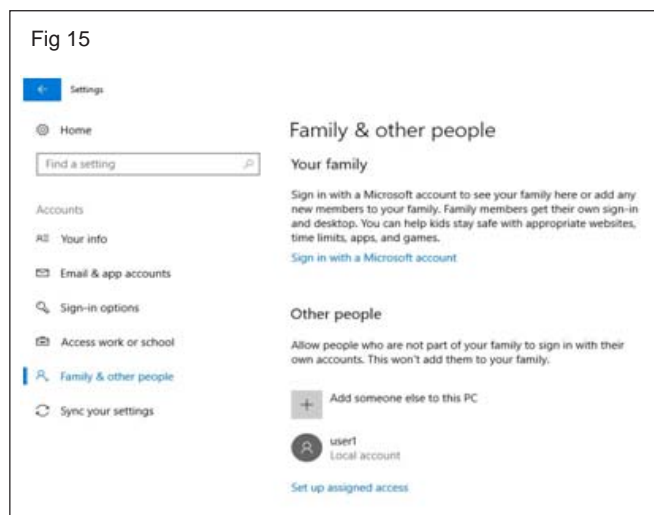 Fig 15
Settings
Home
Find a setting
Accounts
Your info
Email & app accounts
Sign-in options
Access work or school
Family & other people
Sync your settings
Family & other people
Your family
Sign in with a Microsoft account to see your family here or add any
new members to your family. Family members get their own sign-in
and desktop. You can help kids stay safe with appropriate websites,
time limits, apps, and games.
Sign in with a Microsoft account
Other people
Allow people who are not part of your family to sign in with their
own accounts. This won't add them to your family.
Add someone else to this PC
user1
Local account
Set up assigned access